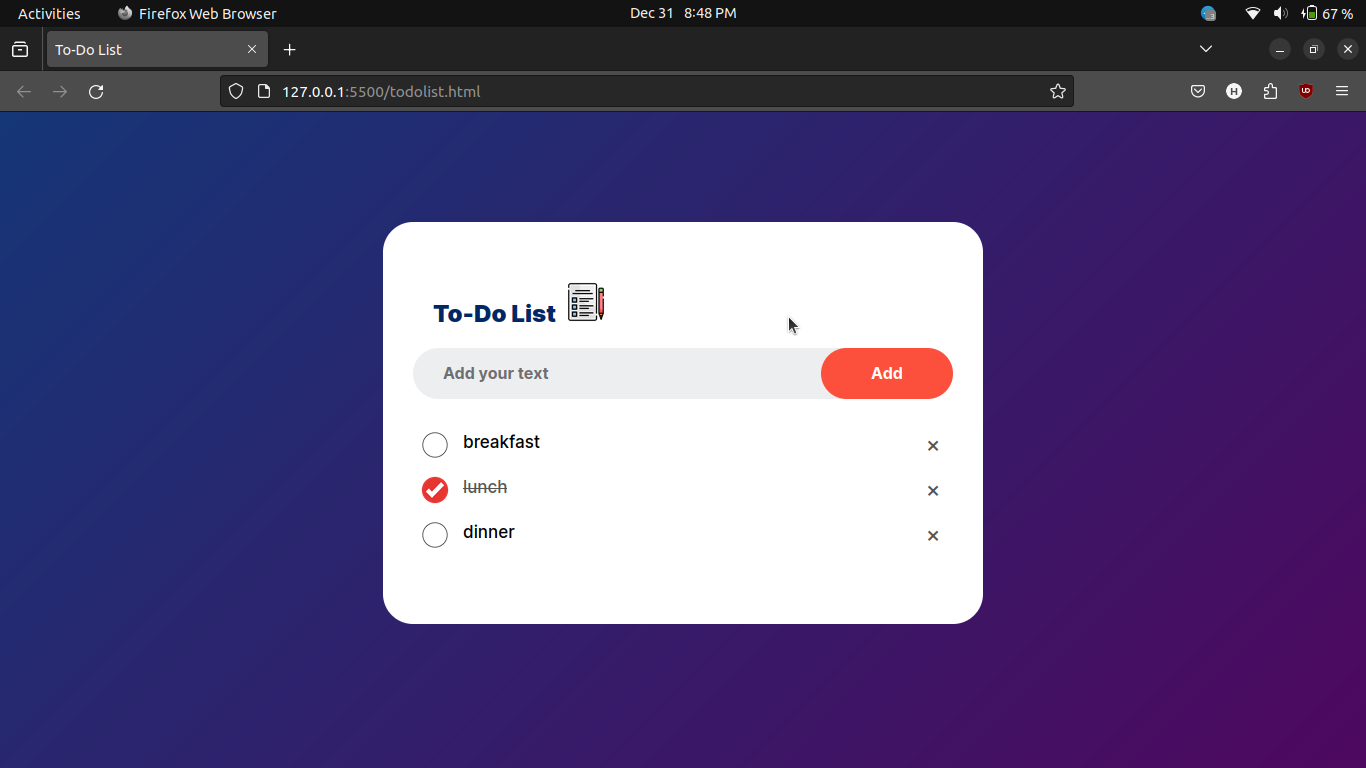 Activities Firefox Web Browser Dec 31 8:48 PM 67 %
To-Do List
127.0.0.1:5500/todolist.html H UD
To-Do List
Add your text Add
breakfast ×
lunch ×
dinner ×